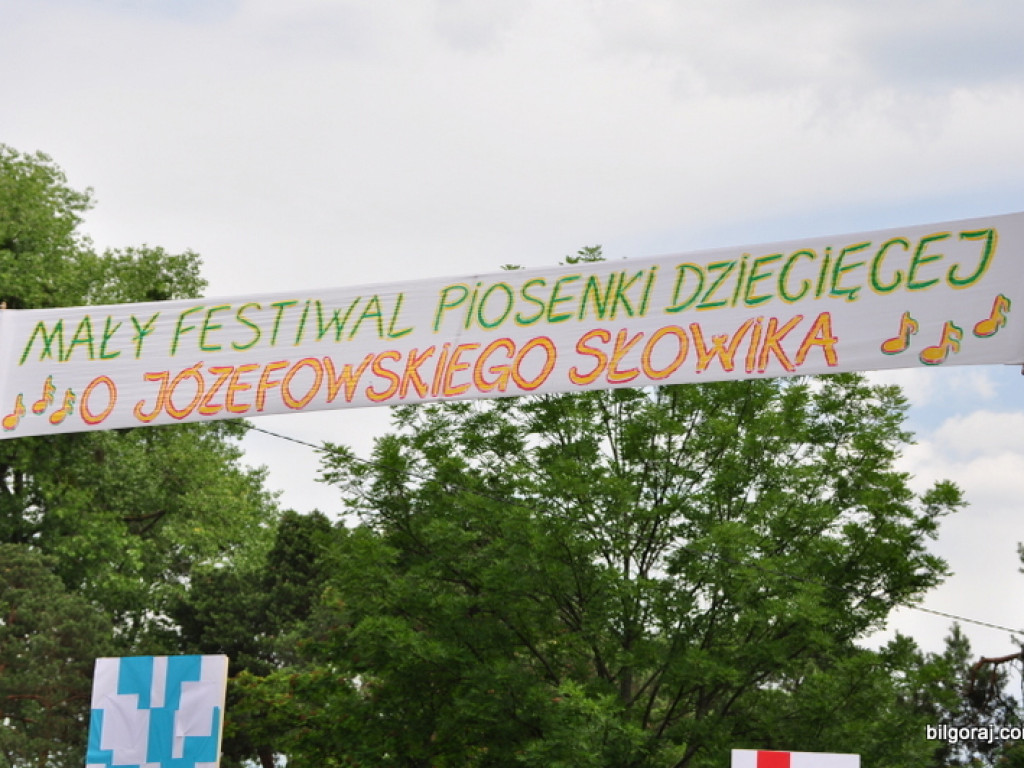 MAŁY FESTIWAL PIOSENKI DZIECIĘCEJ
O JÓZEFOWSKIEGO SŁOWIKA
bilgoraj.com